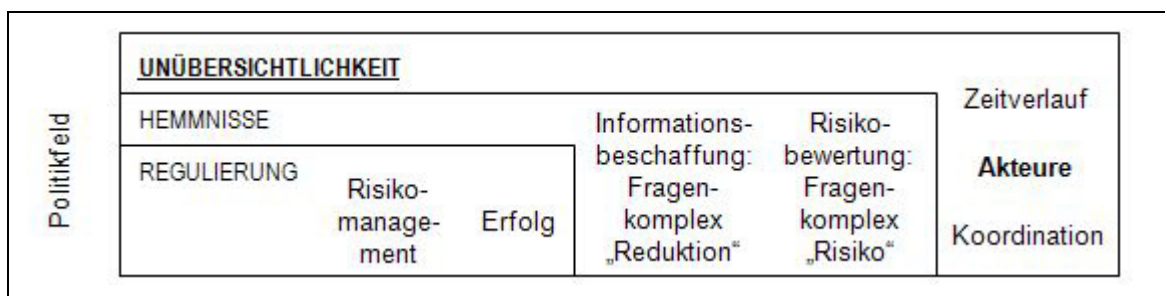 Politikfeld
UNÜBERSICHTLICHKEIT
HEMMNISSE
REGULIERUNG
Risiko-
manage-
ment
Erfolg
Informations-
beschaffung:
Fragen-
komplex
„Reduktion“
Risiko-
bewertung:
Fragen-
komplex
„Risiko“
Zeitverlauf
Akteure
Koordination